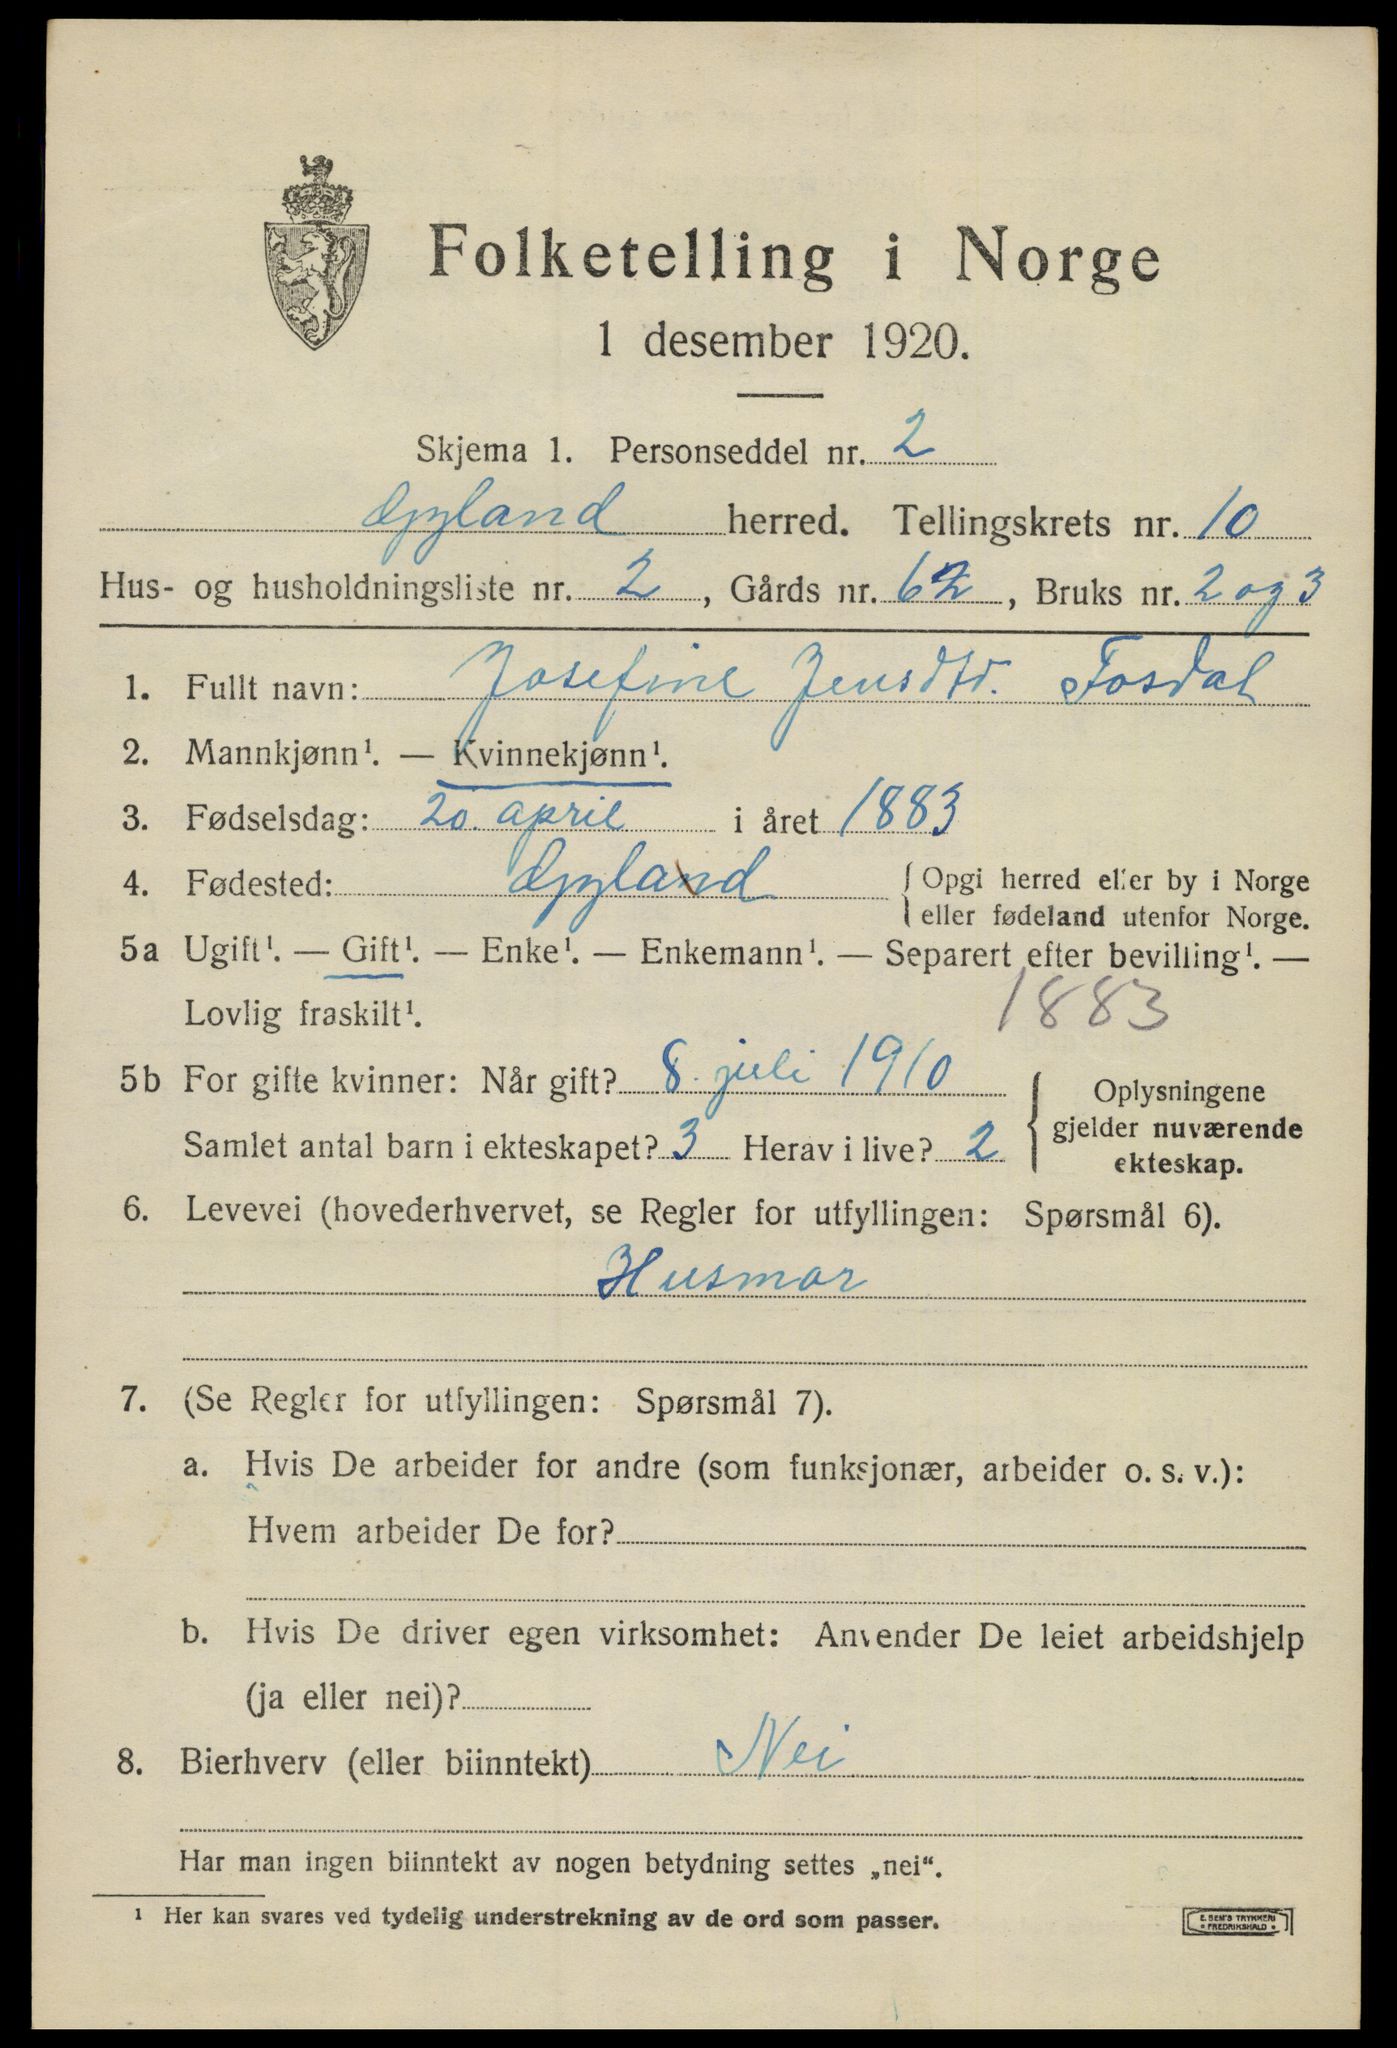 Folketelling i Norge
1 desember 1920.
Skjema 1. Personseddel nr. 2
Gyland herred. Tellingskrets nr. 10
Hus- og husholdningsliste nr. 2, Gårds nr. 62, Bruks nr. 2 og 3
1. Fullt navn: Josefine Jensdtr. Fosdal
2. Mannkjønn¹. — Kvinnekjønn¹.
3. Fødselsdag: 20. april i året 1883
4. Fødested: Gyland { Opgi herred eller by i Norge
eller fødeland utenfor Norge.
5a Ugift¹. — Gift¹. — Enke¹. — Enkemann¹. — Separert efter bevilling¹. —
Lovlig fraskilt¹. 1883
5b For gifte kvinner: Når gift? 8. juli 1910
Samlet antal barn i ekteskapet? 3 Herav i live? 2
{ Oplysningene
gjelder nuværende
ekteskap.
6. Levevei (hovederhvervet, se Regler for utfyllingen: Spørsmål 6).
Husmor
7. (Se Regler for utfyllingen: Spørsmål 7).
a. Hvis De arbeider for andre (som funksjonær, arbeider o. s. v.):
Hvem arbeider De for?
b. Hvis De driver egen virksomhet: Anvender De leiet arbeidshjelp
(ja eller nei)?
8. Bierhverv (eller biinntekt) Nei
Har man ingen biinntekt av nogen betydning settes „nei“.
¹ Her kan svares ved tydelig understrekning av de ord som passer.
E. SEM'S TRYKKERI
• FREDRIKSHALD •